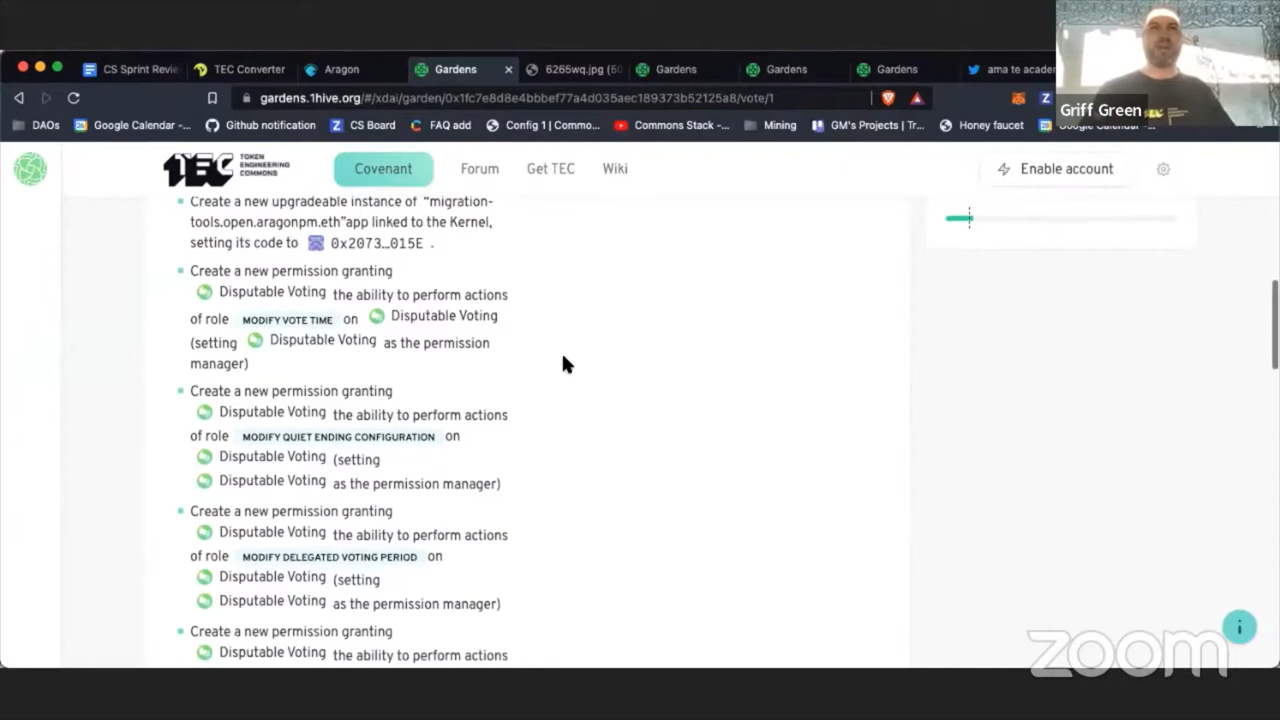 CS Sprint Revie
TEC Converter
Aragon
Gardens
6265wq.jpg (50
Gardens
Gardens
Gardens
ama te acader
gardens.1hive.org/#/xdai/garden/0x1fc7e8d8e4bbbef77a4d035aec189373b52125a8/vote/1
Griff Green
DAOs
Google Calendar -...
Github notification
CS Board
FAQ add
Config 1 | Commo...
Commons Stack -...
Mining
GM's Projects | Tr...
Honey faucet
Google Calendar -...
TEC
TOKEN
ENGINEERING
COMMONS
Covenant
Forum
Get TEC
Wiki
Enable account
Create a new upgradeable instance of "migration-
tools.open.aragonpm.eth"app linked to the Kernel,
setting its code to 0x2073…015E .
Create a new permission granting
Disputable Voting the ability to perform actions
of role MODIFY VOTE TIME on Disputable Voting
(setting Disputable Voting as the permission
manager)
Create a new permission granting
Disputable Voting the ability to perform actions
of role MODIFY QUIET ENDING CONFIGURATION on
Disputable Voting (setting
Disputable Voting as the permission manager)
Create a new permission granting
Disputable Voting the ability to perform actions
of role MODIFY DELEGATED VOTING PERIOD on
Disputable Voting (setting
Disputable Voting as the permission manager)
Create a new permission granting
Disputable Voting the ability to perform actions
zoom